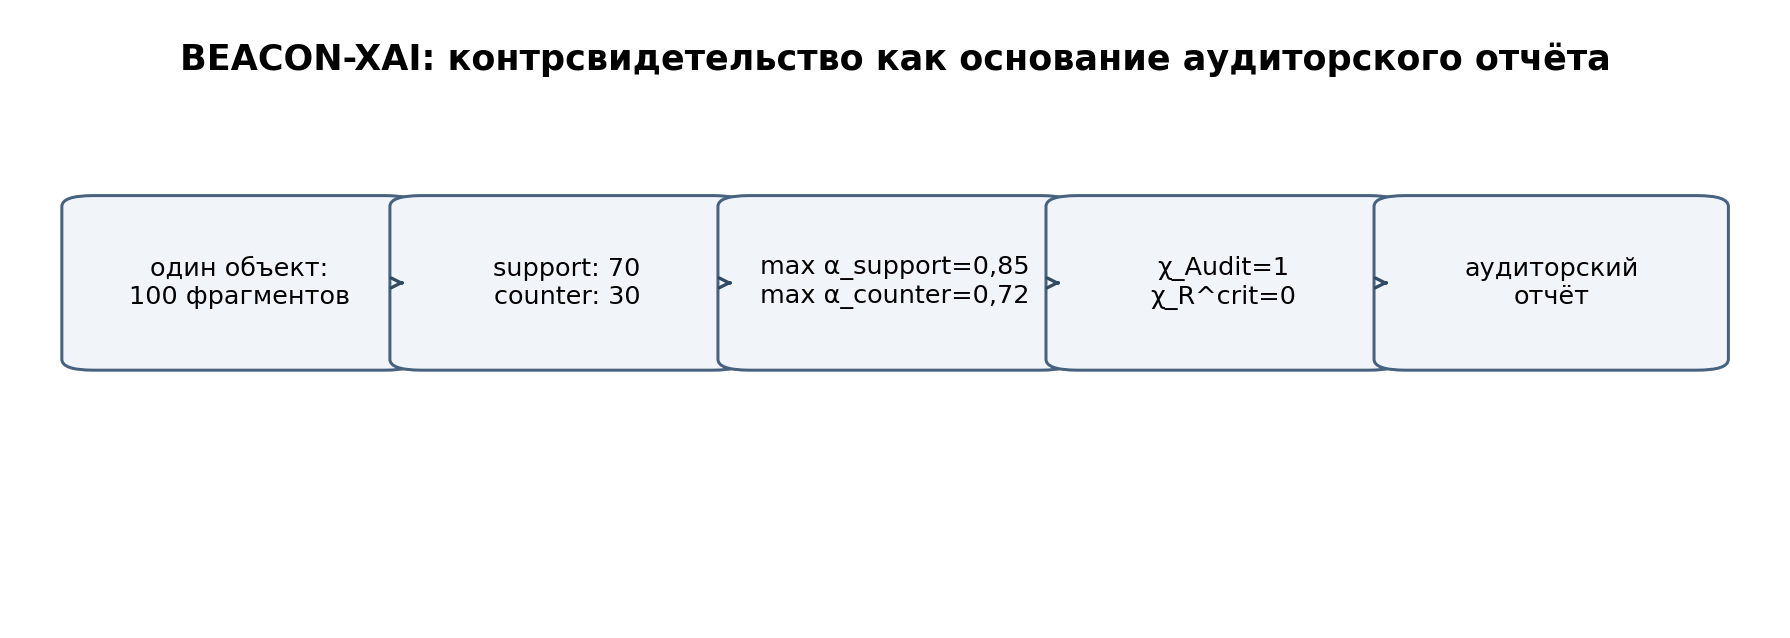 BEACON-XAI: контрсвидетельство как основание аудиторского отчёта
один объект:
100 фрагментов
support: 70
counter: 30
max α_support=0,85
max α_counter=0,72
χ_Audit=1
χ_R^crit=0
аудиторский
отчёт